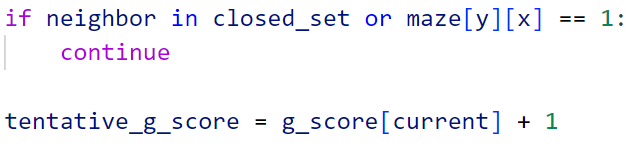 if neighbor in closed_set or maze[y][x] == 1:
    continue

tentative_g_score = g_score[current] + 1